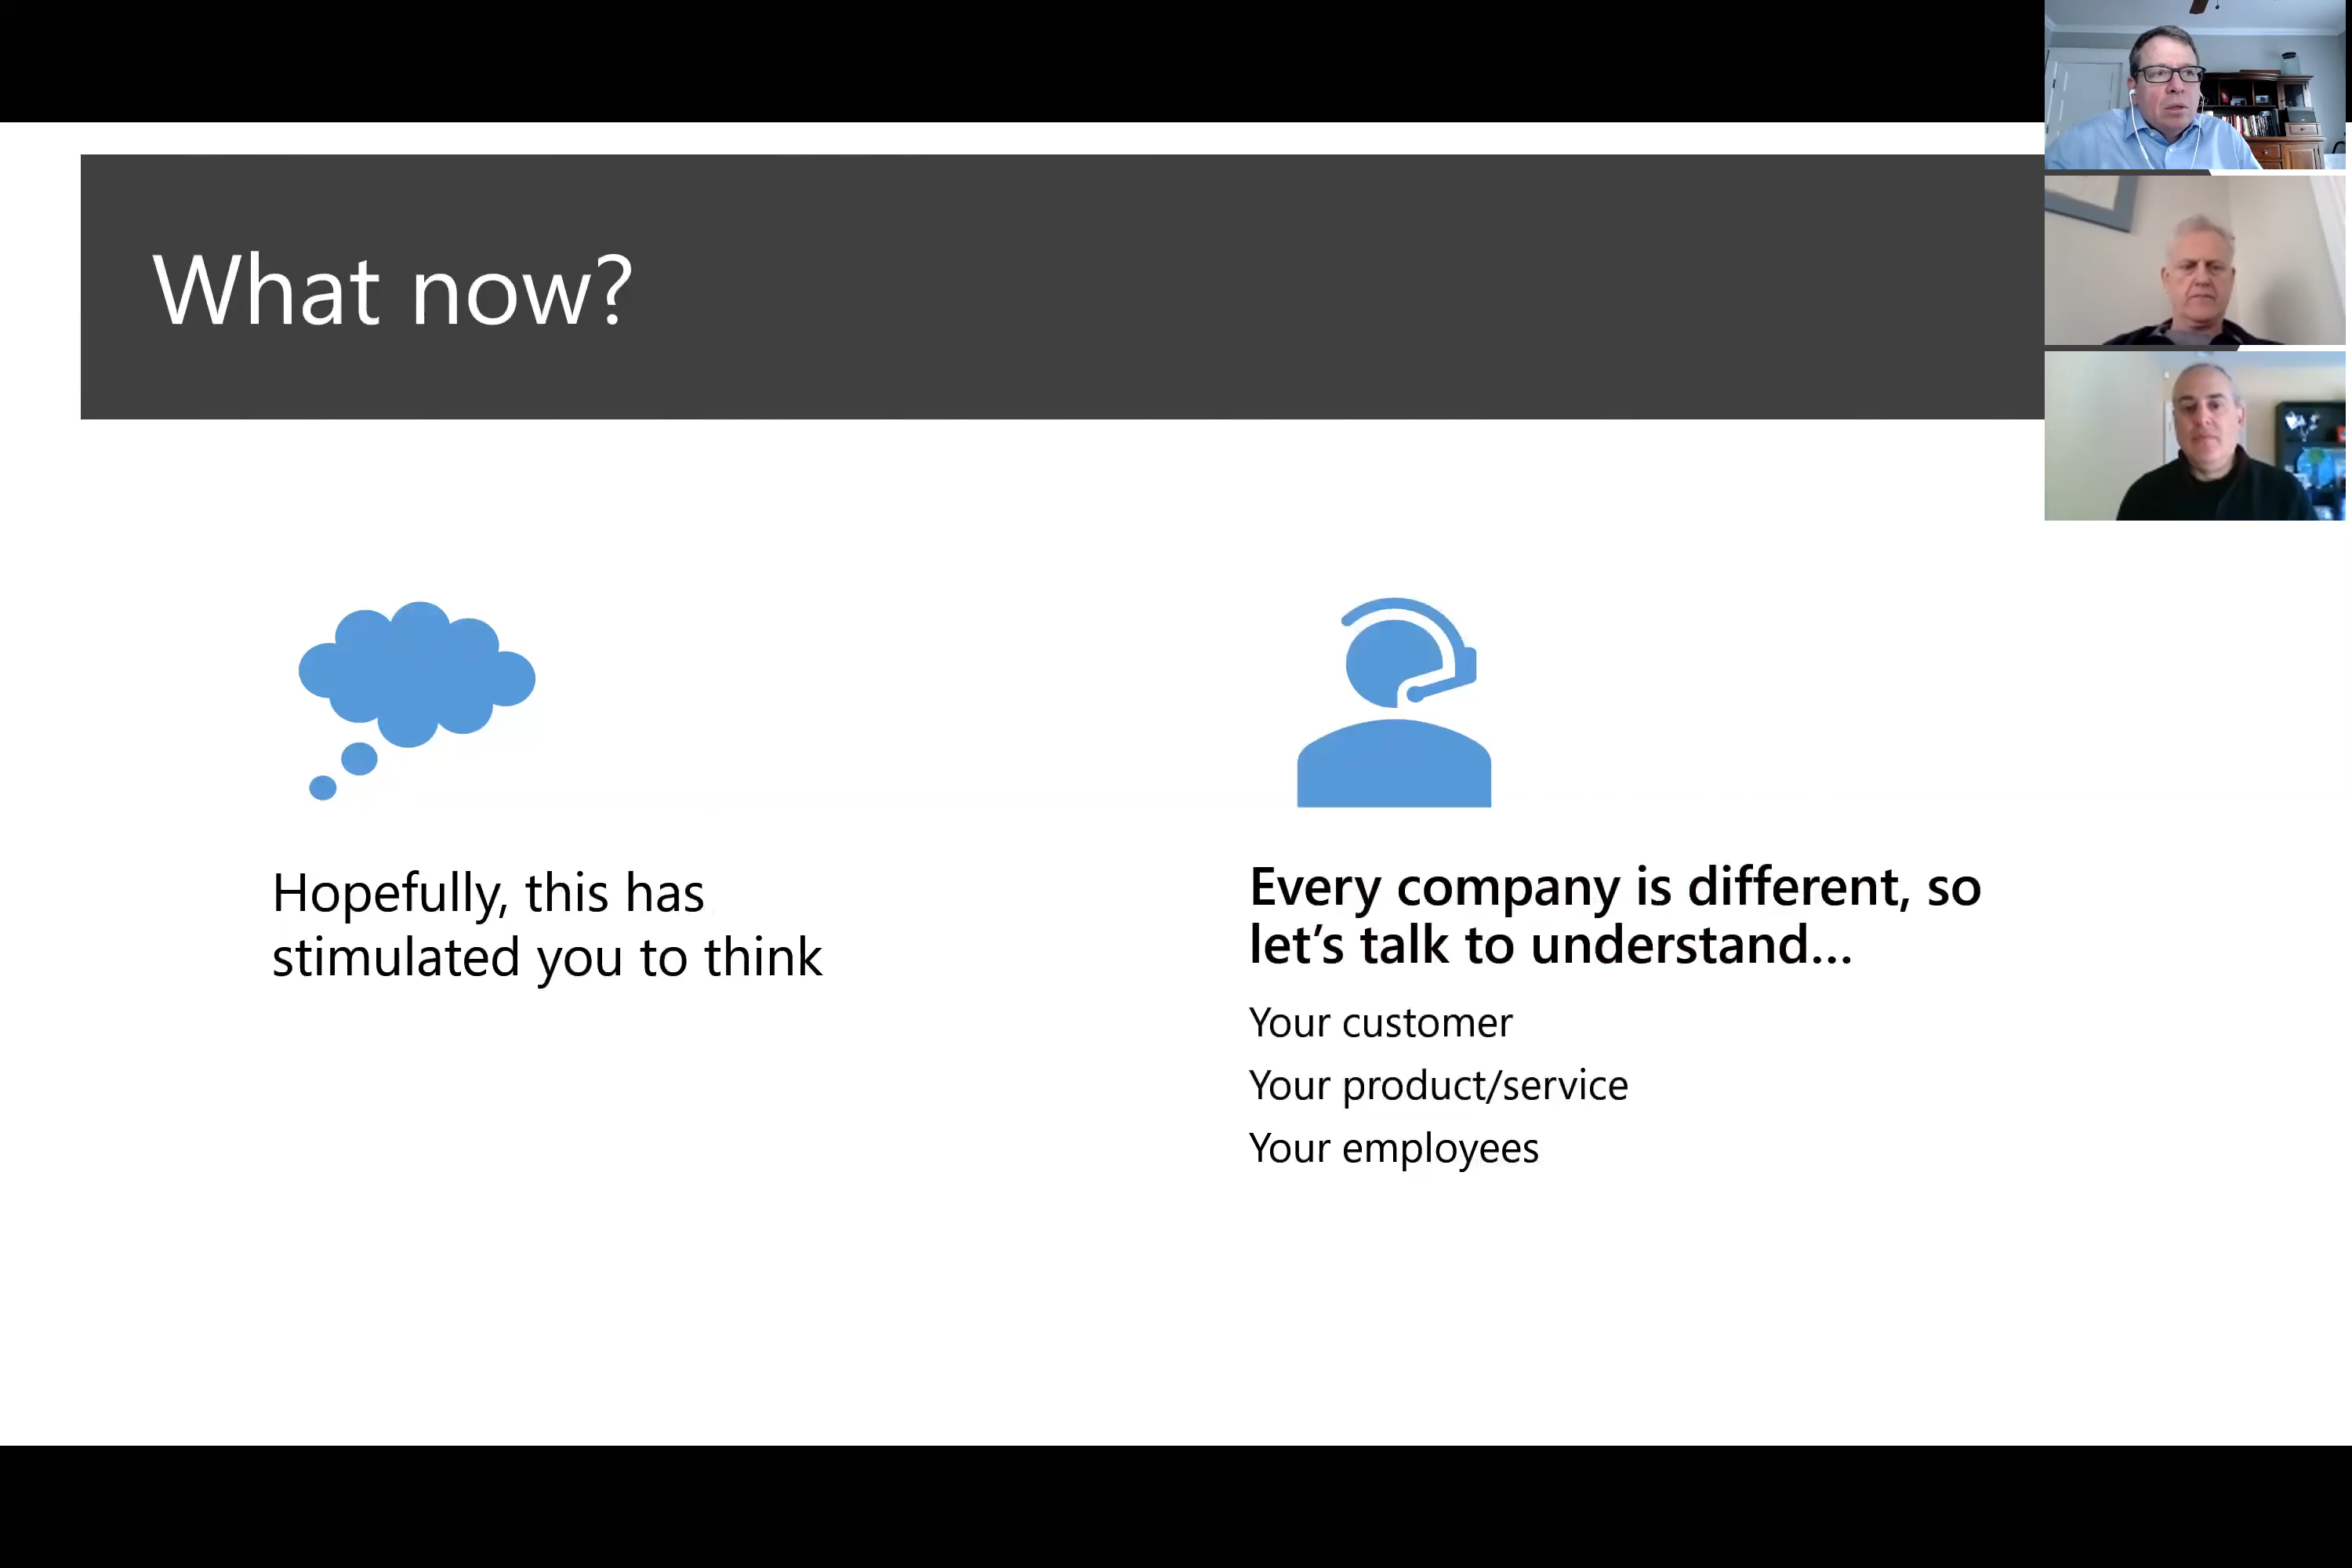 What now?
Hopefully, this has
stimulated you to think
Every company is different, so
let’s talk to understand…
Your customer
Your product/service
Your employees